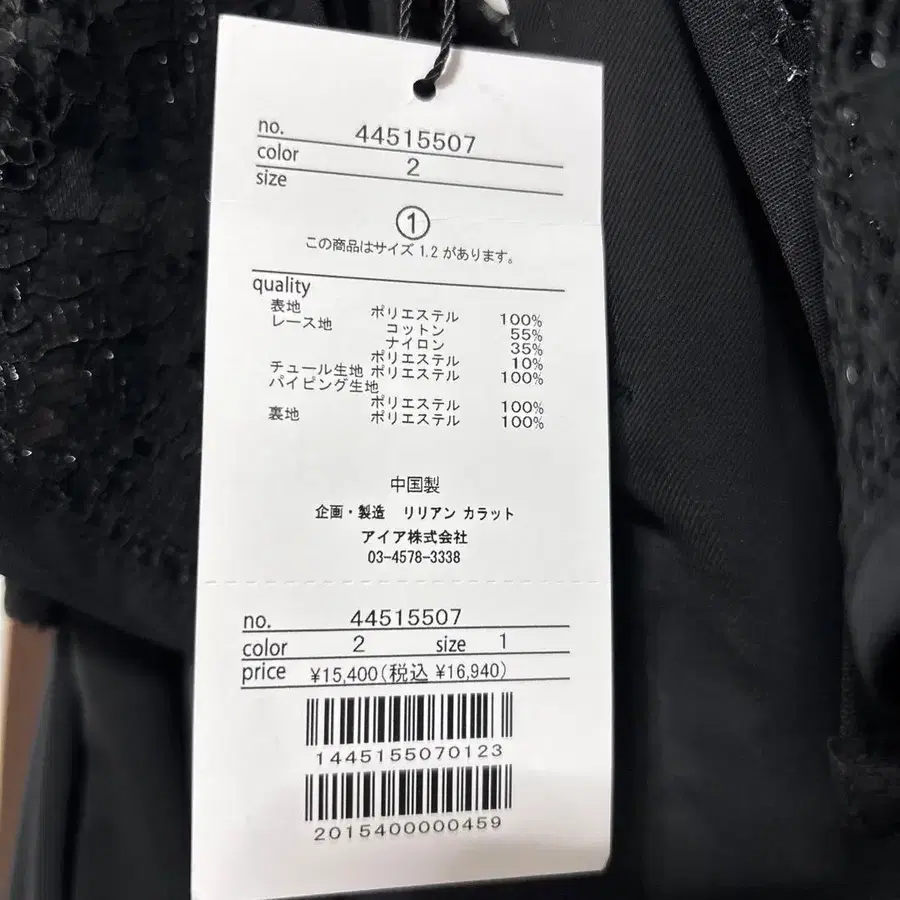 no. 44515507
color 2
size
①
この商品はサイズ 1.2 があります。
quality
表地 ポリエステル 100%
レース地 コットン 55%
ナイロン 35%
ポリエステル 10%
チュール生地 ポリエステル 100%
パイピング生地
ポリエステル 100%
裏地 ポリエステル 100%
中国製
企画・製造 リリアン カラット
アイア株式会社
03-4578-3338
no. 44515507
color 2 size 1
price ¥15,400(税込 ¥16,940)
1445155070123
2015400000459